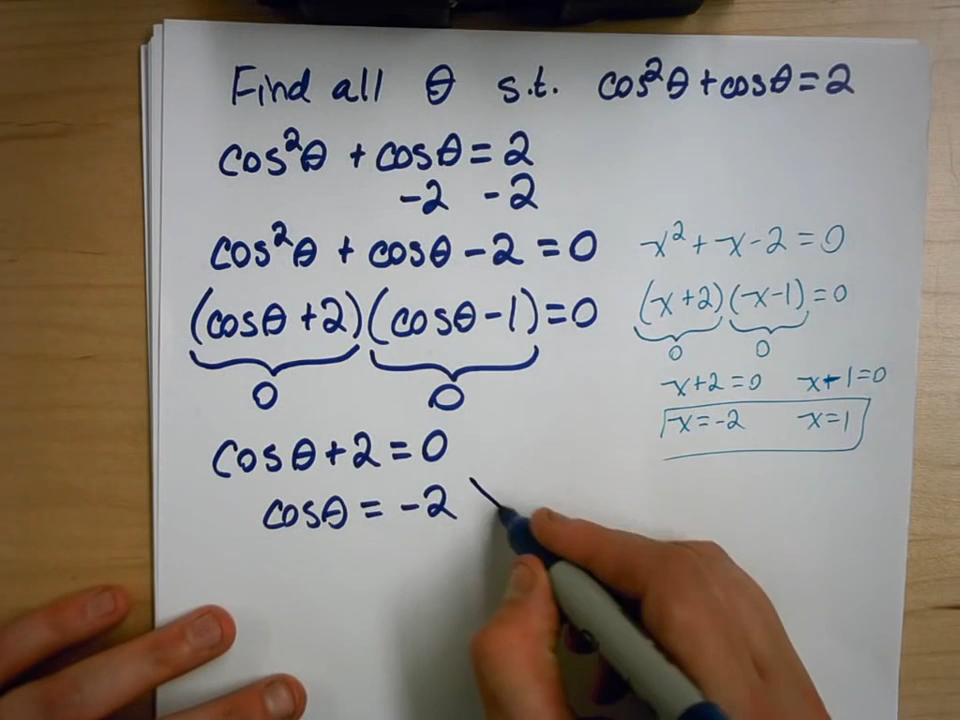 Find all θ s.t. cos²θ + cosθ = 2
cos²θ + cosθ = 2
-2 -2
cos²θ + cosθ - 2 = 0
(cosθ + 2)(cosθ - 1) = 0
0 0
cosθ + 2 = 0
cosθ = -2
x² + x - 2 = 0
(x + 2)(x - 1) = 0
0 0
x + 2 = 0 x + 1 = 0
x = -2 x = 1